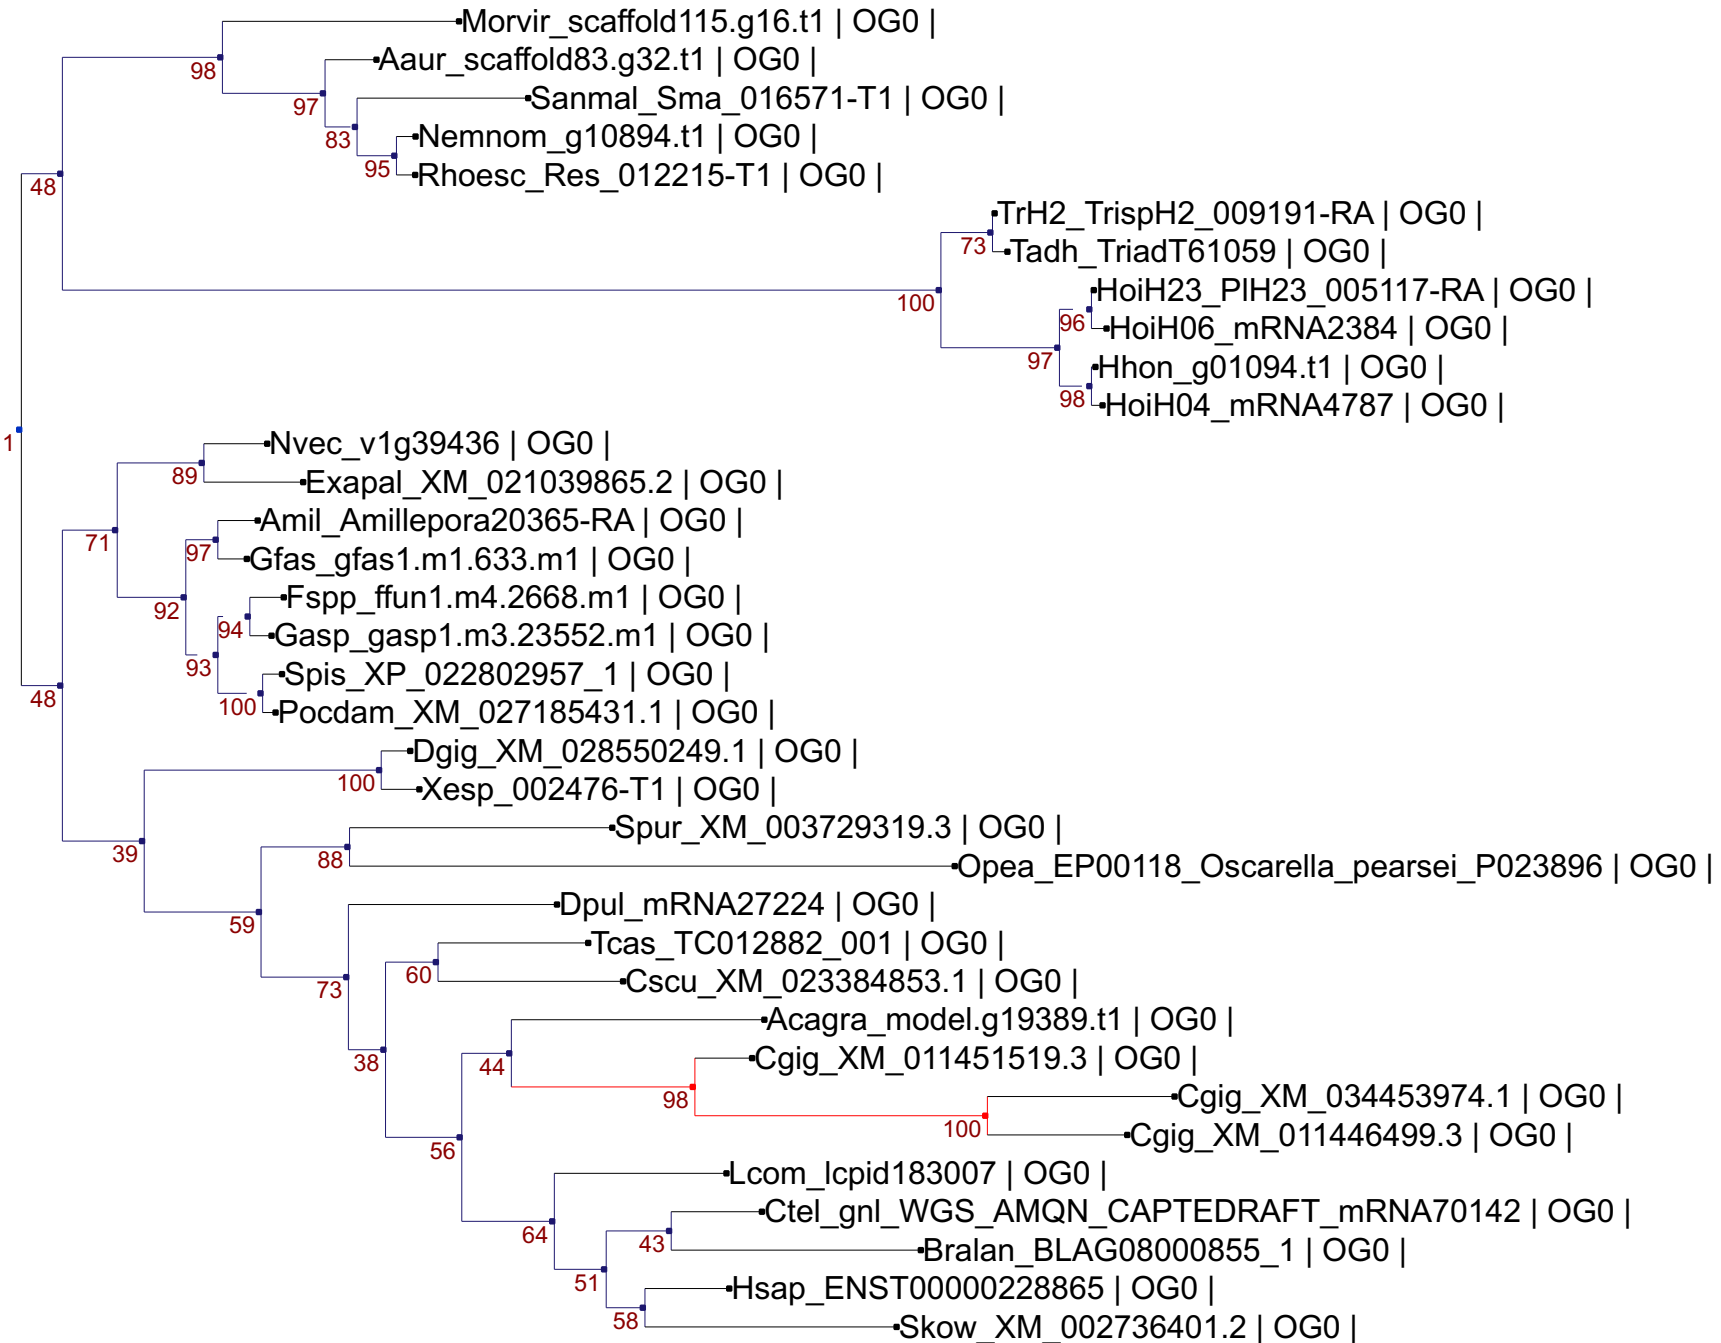 Morvir_scaffold115.g16.t1 | OG0 |
Aaur_scaffold83.g32.t1 | OG0 |
98
Sanmal_Sma_016571-T1 | OG0 |
97
Nemnom_g10894.t1 | OG0 |
83
Rhoesc_Res_012215-T1 | OG0 |
95
48
TrH2_TrispH2_009191-RA | OG0 |
73
Tadh_TriadT61059 | OG0 |
HoiH23_PlH23_005117-RA | OG0 |
100
96
HoiH06_mRNA2384 | OG0 |
97
Hhon_g01094.t1 | OG0 |
98
HoiH04_mRNA4787 | OG0 |
1
Nvec_v1g39436 | OG0 |
89
Exapal_XM_021039865.2 | OG0 |
Amil_Amillepora20365-RA | OG0 |
71
97
Gfas_gfas1.m1.633.m1 | OG0 |
Fspp_ffun1.m4.2668.m1 | OG0 |
92
94
Gasp_gasp1.m3.23552.m1 | OG0 |
93
Spis_XP_022802957_1 | OG0 |
48
100
Pocdam_XM_027185431.1 | OG0 |
Dgig_XM_028550249.1 | OG0 |
100
Xesp_002476-T1 | OG0 |
Spur_XM_003729319.3 | OG0 |
39
88
Opea_EP00118_Oscarella_pearsei_P023896 | OG0 |
Dpul_mRNA27224 | OG0 |
59
Tcas_TC012882_001 | OG0 |
60
Cscu_XM_023384853.1 | OG0 |
73
Acagra_model.g19389.t1 | OG0 |
38
44
Cgig_XM_011451519.3 | OG0 |
98
Cgig_XM_034453974.1 | OG0 |
100
Cgig_XM_011446499.3 | OG0 |
56
Lcom_lcpid183007 | OG0 |
Ctel_gnl_WGS_AMQN_CAPTEDRAFT_mRNA70142 | OG0 |
64
43
Bralan_BLAG08000855_1 | OG0 |
51
Hsap_ENST00000228865 | OG0 |
58
Skow_XM_002736401.2 | OG0 |